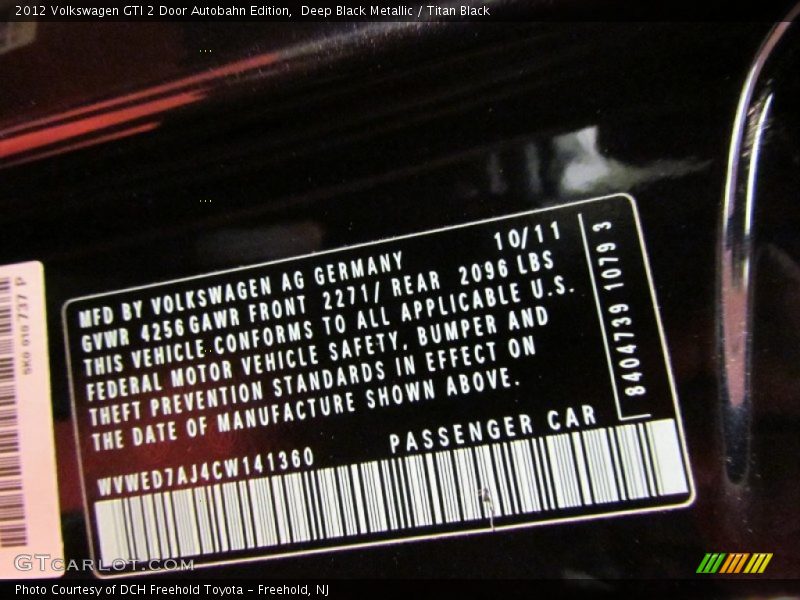 2012 Volkswagen GTI 2 Door Autobahn Edition, Deep Black Metallic / Titan Black
MFD BY VOLKSWAGEN AG GERMANY 10/11
GVWR 4256 GAWR FRONT 2271/ REAR 2096 LBS
THIS VEHICLE CONFORMS TO ALL APPLICABLE U.S.
FEDERAL MOTOR VEHICLE SAFETY, BUMPER AND
THEFT PREVENTION STANDARDS IN EFFECT ON
THE DATE OF MANUFACTURE SHOWN ABOVE.
WVWED7AJ4CW141360 PASSENGER CAR
8404739 1079 3
5K0 010 737 P
GTCARLOT.COM
Photo Courtesy of DCH Freehold Toyota - Freehold, NJ